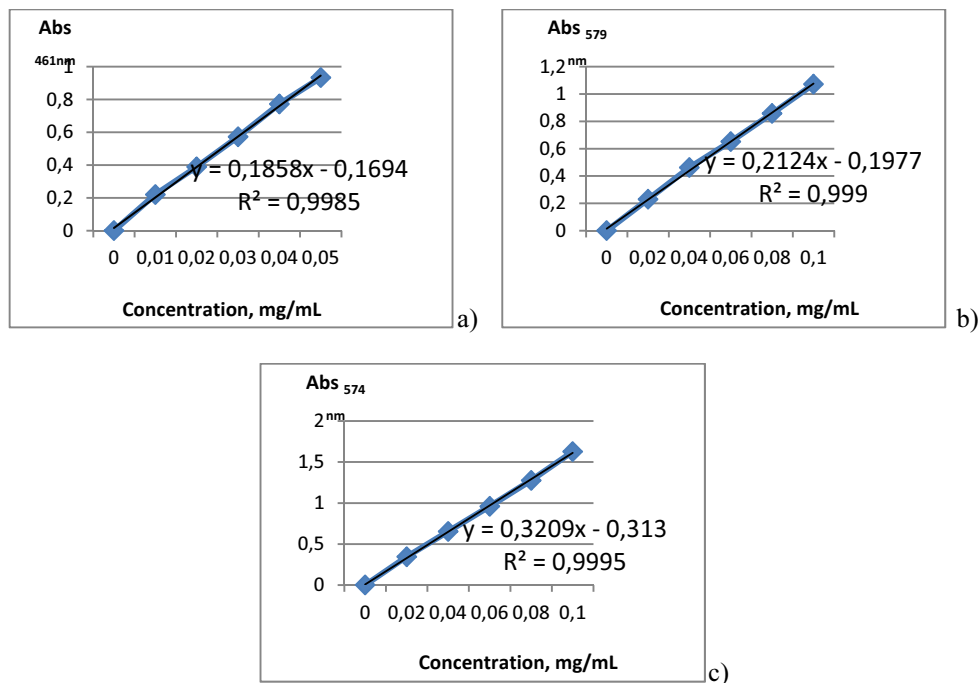 Abs
461nm
1
0,8
0,6
0,4
0,2
0
y = 0,1858x - 0,1694
R² = 0,9985
0 0,01 0,02 0,03 0,04 0,05
Concentration, mg/mL
a)
Abs 579
nm
1,2
1
0,8
0,6
0,4
0,2
0
y = 0,2124x - 0,1977
R² = 0,999
0 0,02 0,04 0,06 0,08 0,1
Concentration, mg/mL
b)
Abs 574
nm
2
1,5
1
0,5
0
y = 0,3209x - 0,313
R² = 0,9995
0 0,02 0,04 0,06 0,08 0,1
Concentration, mg/mL
c)